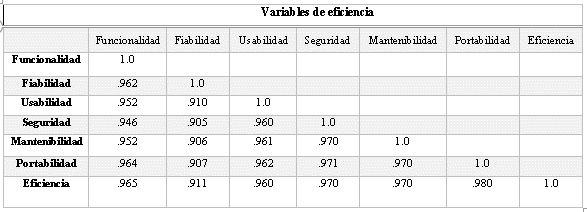 Variables de eficiencia
Funcionalidad Fiabilidad Usabilidad Seguridad Mantenibilidad Portabilidad Eficiencia
Funcionalidad 1.0
Fiabilidad .962 1.0
Usabilidad .952 .910 1.0
Seguridad .946 .905 .960 1.0
Mantenibilidad .952 .906 .961 .970 1.0
Portabilidad .964 .907 .962 .971 .970 1.0
Eficiencia .965 .911 .960 .970 .970 .980 1.0